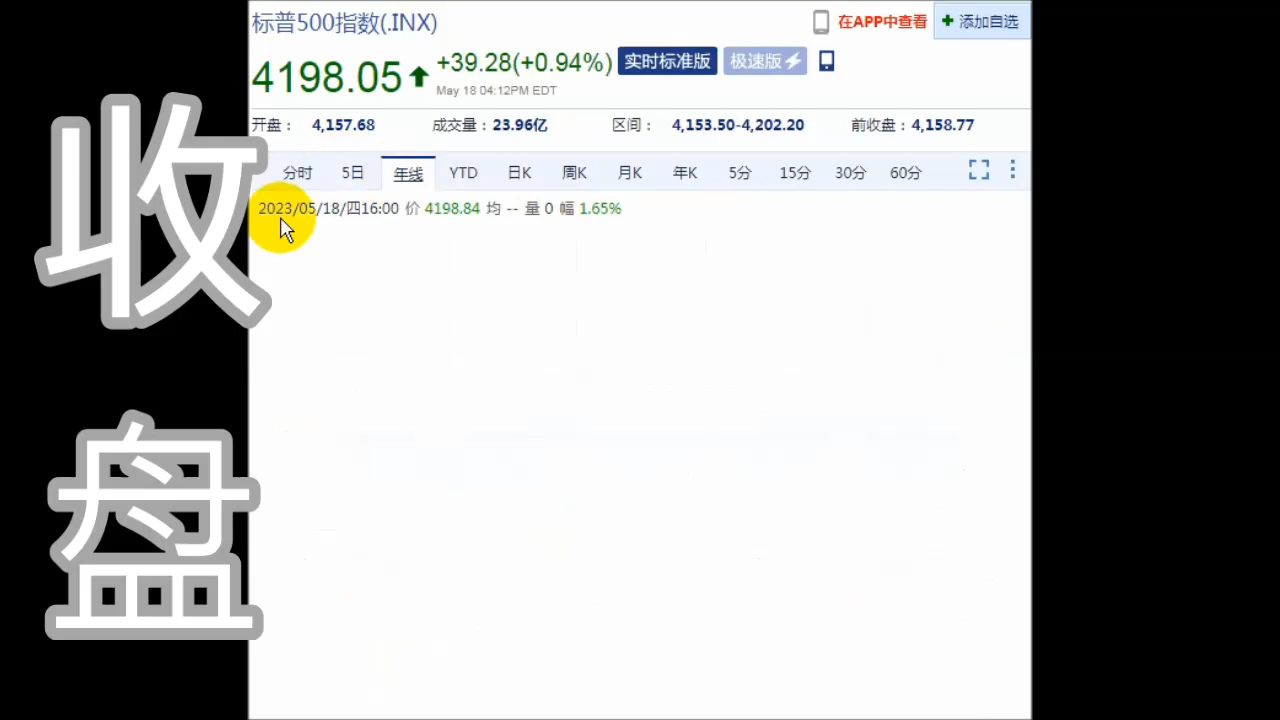 标普500指数(.INX)
在APP中查看
添加自选
4198.05 +39.28(+0.94%) 实时标准版 极速版
May 18 04:12PM EDT
开盘: 4,157.68 成交量:23.96亿 区间: 4,153.50-4,202.20 前收盘:4,158.77
分时 5日 年线 YTD 日K 周K 月K 年K 5分 15分 30分 60分
2023/05/18/四16:00 价 4198.84 均 -- 量 0 幅 1.65%
收
盘